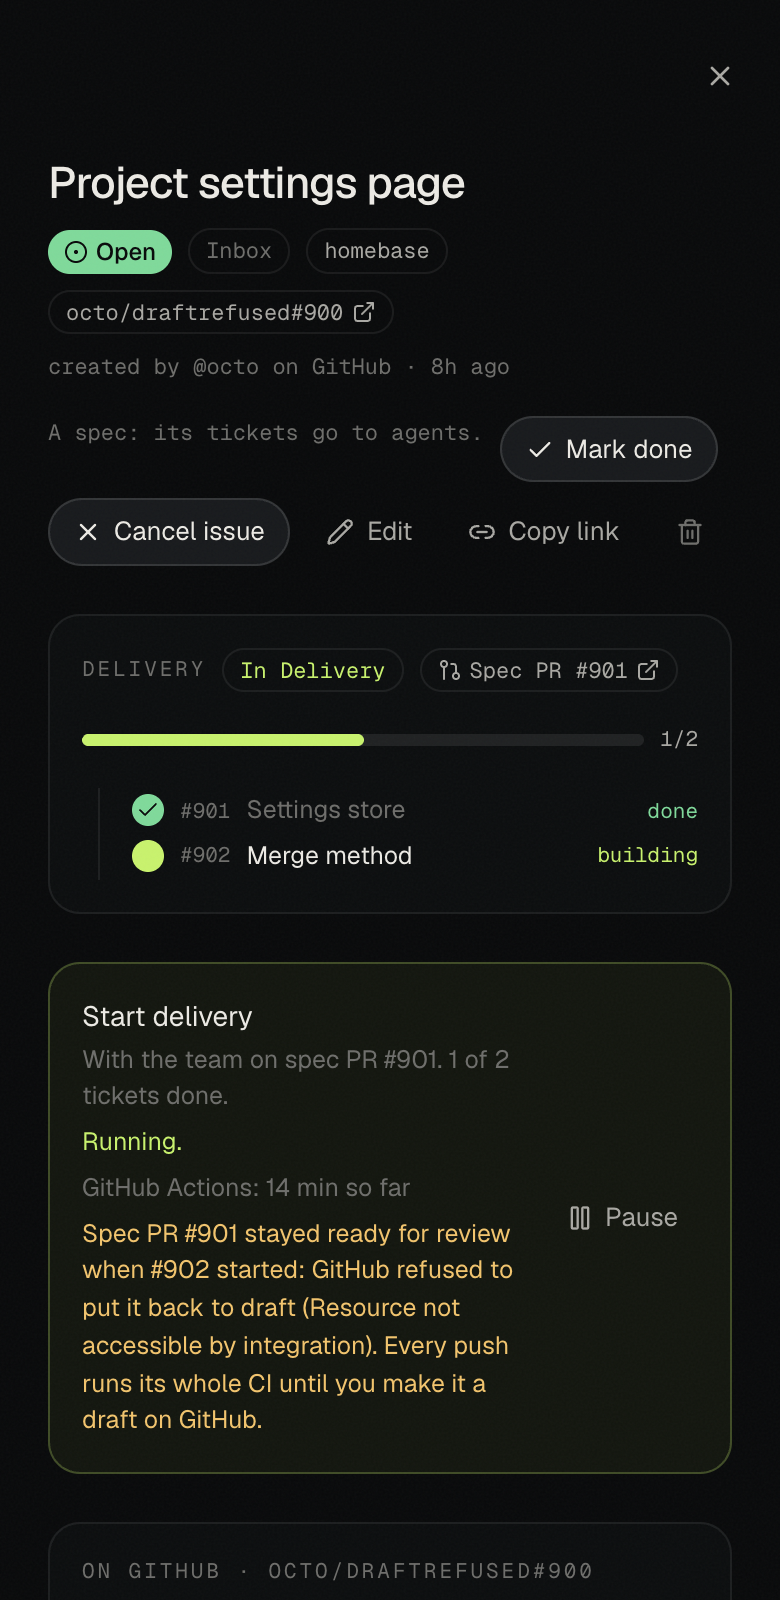 Project settings page
Open
Inbox
homebase
octo/draftrefused#900
created by @octo on GitHub · 8h ago
A spec: its tickets go to agents.
Mark done
Cancel issue
Edit
Copy link
DELIVERY
In Delivery
Spec PR #901
1/2
#901 Settings store done
#902 Merge method building
Start delivery
With the team on spec PR #901. 1 of 2
tickets done.
Running.
GitHub Actions: 14 min so far
Pause
Spec PR #901 stayed ready for review
when #902 started: GitHub refused to
put it back to draft (Resource not
accessible by integration). Every push
runs its whole CI until you make it a
draft on GitHub.
ON GITHUB · OCTO/DRAFTREFUSED#900